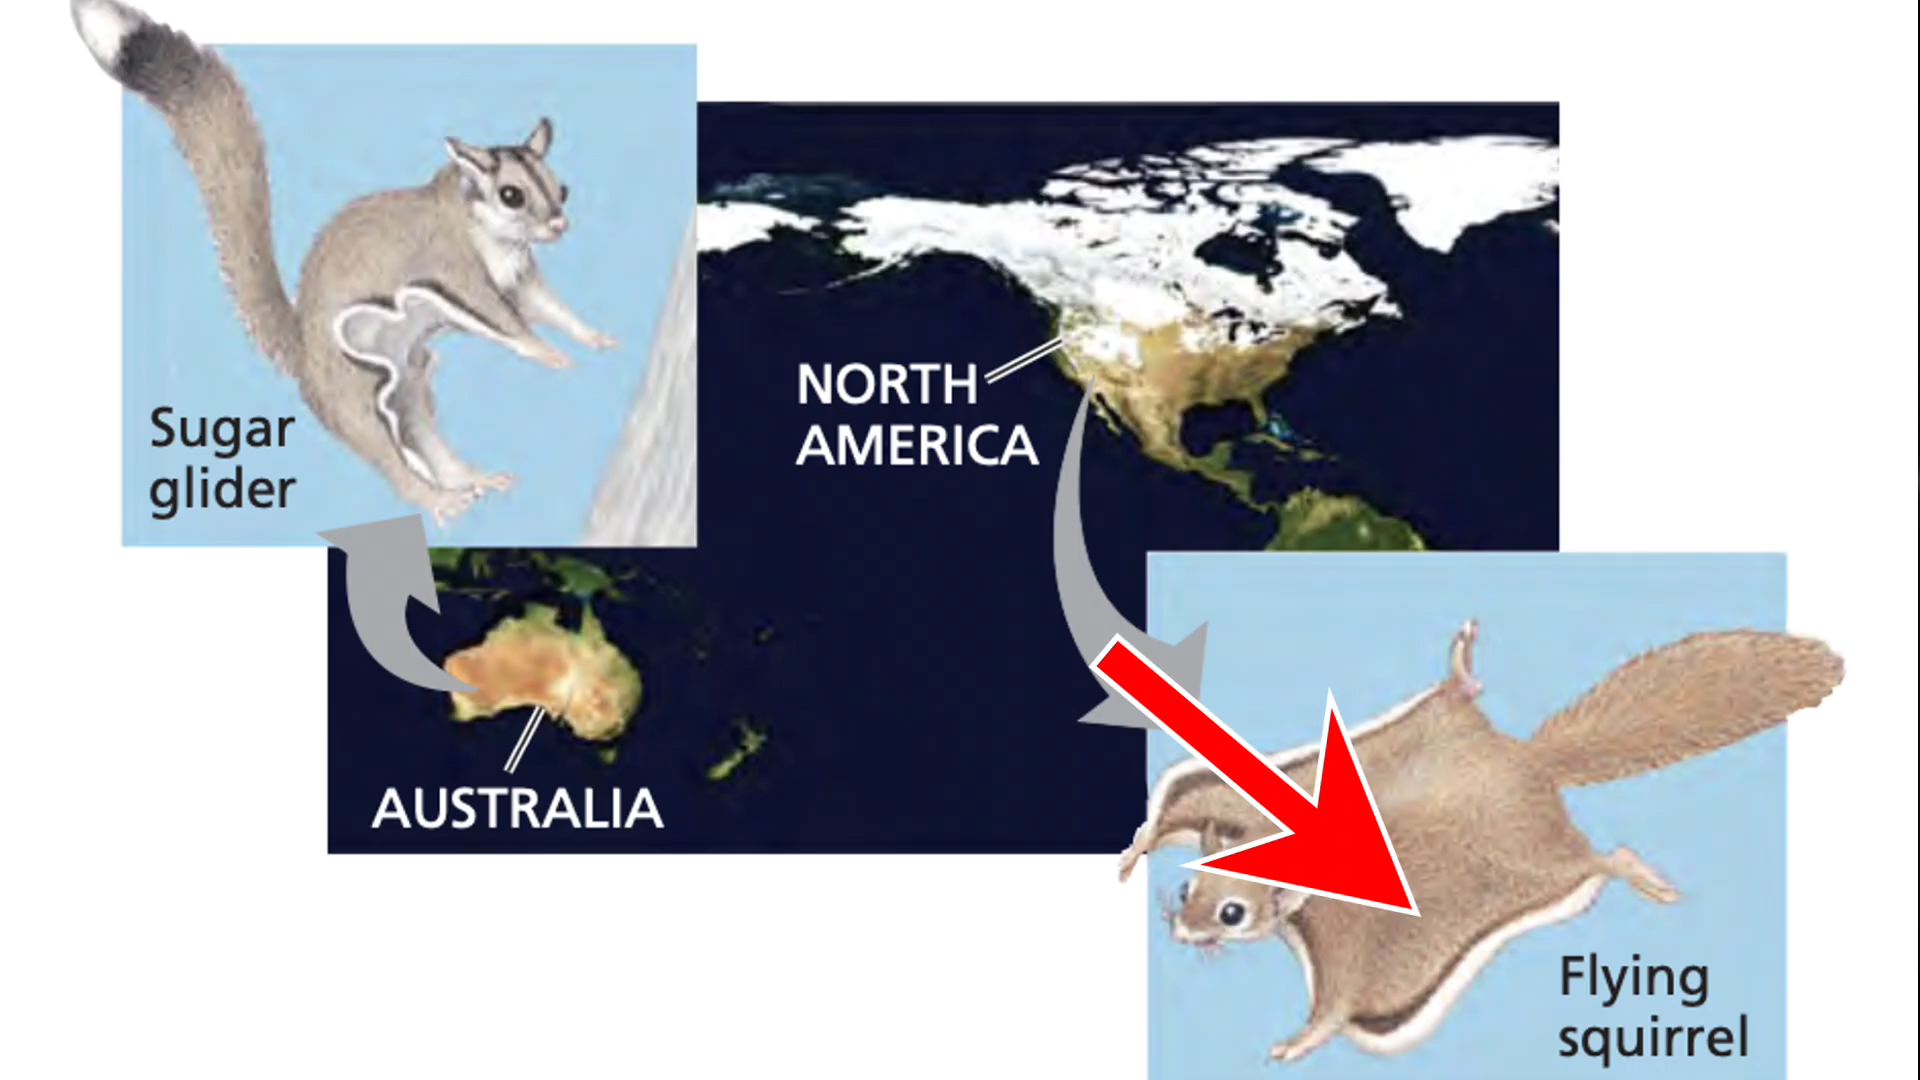 Sugar
glider
NORTH
AMERICA
AUSTRALIA
Flying
squirrel